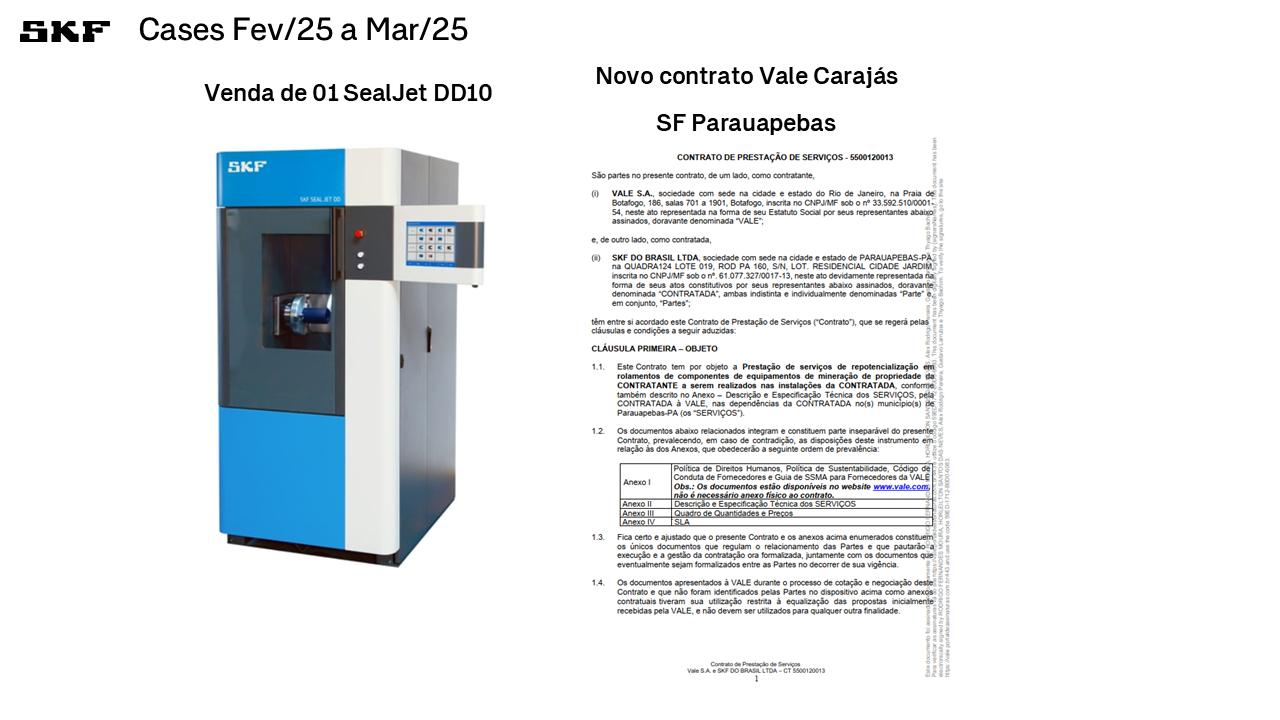 SKF
Cases Fev/25 a Mar/25
Venda de 01 SealJet DD10
SKF
SKF SEAL JET DD
Novo contrato Vale Carajás
SF Parauapebas
CONTRATO DE PRESTAÇÃO DE SERVIÇOS - 5500120013
São partes no presente contrato, de um lado, como contratante,
(i) VALE S.A., sociedade com sede na cidade e estado do Rio de Janeiro, na Praia de
Botafogo, 186, salas 701 a 1901, Botafogo, inscrita no CNPJ/MF sob o nº 33.592.510/0001-
54, neste ato representada na forma de seu Estatuto Social por seus representantes abaixo
assinados, doravante denominada “VALE”;
e, de outro lado, como contratada,
(ii) SKF DO BRASIL LTDA, sociedade com sede na cidade e estado de PARAUAPEBAS-PA
na QUADRA124 LOTE 019, ROD PA 160, S/N, LOT. RESIDENCIAL CIDADE JARDIM,
inscrita no CNPJ/MF sob o nº. 61.077.327/0017-13, neste ato devidamente representada na
forma de seus atos constitutivos por seus representantes abaixo assinados, doravante
denominada “CONTRATADA”, ambas indistinta e individualmente denominadas “Parte” e,
em conjunto, “Partes”;
têm entre si acordado este Contrato de Prestação de Serviços (“Contrato”), que se regerá pelas
cláusulas e condições a seguir aduzidas:
CLÁUSULA PRIMEIRA – OBJETO
1.1. Este Contrato tem por objeto a Prestação de serviços de repotencialização em
rolamentos de componentes de equipamentos de mineração de propriedade da
CONTRATANTE a serem realizados nas instalações da CONTRATADA, conforme
também descrito no Anexo – Descrição e Especificação Técnica dos SERVIÇOS, pela
CONTRATADA à VALE, nas dependências da CONTRATADA no(s) município(s) de
Parauapebas-PA (os “SERVIÇOS”).
1.2. Os documentos abaixo relacionados integram e constituem parte inseparável do presente
Contrato, prevalecendo, em caso de contradição, as disposições deste instrumento em
relação às dos Anexos, que obedecerão a seguinte ordem de prevalência:
Política de Direitos Humanos, Política de Sustentabilidade, Código de
Anexo I Conduta de Fornecedores e Guia de SSMA para Fornecedores da VALE
Obs.: Os documentos estão disponíveis no website www.vale.com,
não é necessário anexo físico ao contrato.
Anexo II Descrição e Especificação Técnica dos SERVIÇOS
Anexo III Quadro de Quantidades e Preços
Anexo IV SLA
1.3. Fica certo e ajustado que o presente Contrato e os anexos acima enumerados constituem
os únicos documentos que regulam o relacionamento das Partes e que pautarão a
execução e a gestão da contratação ora formalizada, juntamente com os documentos que
eventualmente sejam formalizados entre as Partes no decorrer de sua vigência.
1.4. Os documentos apresentados à VALE durante o processo de cotação e negociação deste
Contrato e que não foram identificados pelas Partes no dispositivo acima como anexos
contratuais tiveram sua utilização restrita à equalização das propostas inicialmente
recebidas pela VALE, e não devem ser utilizados para qualquer outra finalidade.
Contrato de Prestação de Serviços
Vale S.A. e SKF DO BRASIL LTDA – CT 5500120013
1